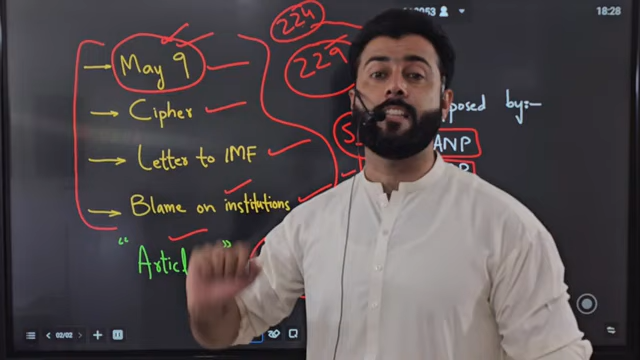 18:28
224
229
→ May 9
→ Cipher
→ Letter to IMF
→ Blame on institutions
posed by:-
ANP
02/02